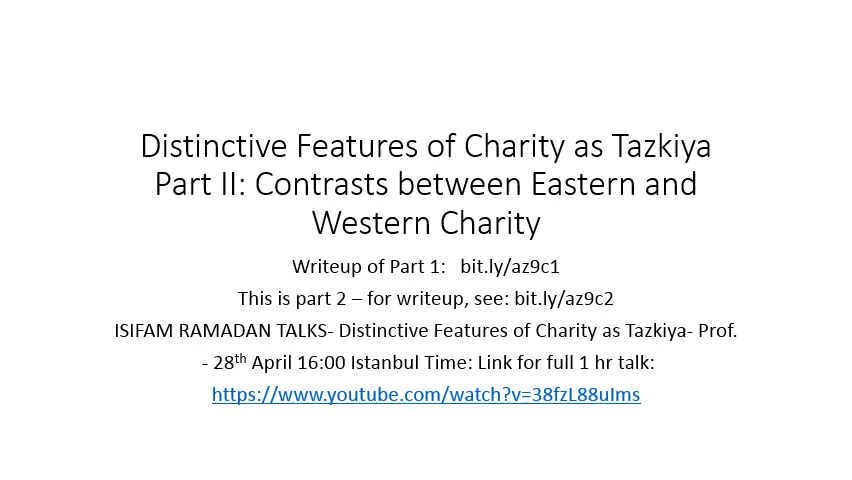 Distinctive Features of Charity as Tazkiya
Part II: Contrasts between Eastern and
Western Charity
Writeup of Part 1: bit.ly/az9c1
This is part 2 – for writeup, see: bit.ly/az9c2
ISIFAM RAMADAN TALKS- Distinctive Features of Charity as Tazkiya- Prof.
- 28th April 16:00 Istanbul Time: Link for full 1 hr talk:
https://www.youtube.com/watch?v=38fzL88uIms